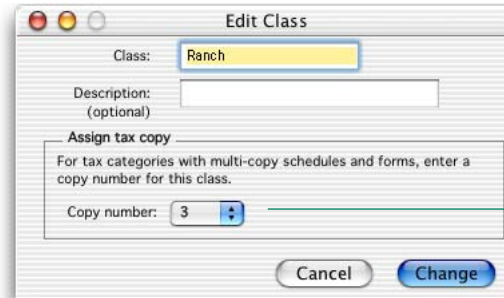 Edit Class
Class: Ranch
Description:
(optional)
Assign tax copy
For tax categories with multi-copy schedules and forms, enter a
copy number for this class.
Copy number: 3
Cancel Change